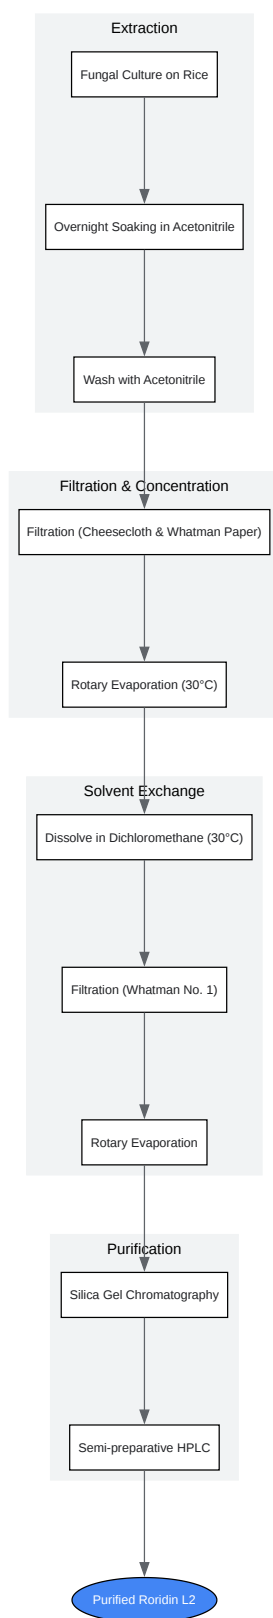 Extraction
Fungal Culture on Rice
Overnight Soaking in Acetonitrile
Wash with Acetonitrile
Filtration & Concentration
Filtration (Cheesecloth & Whatman Paper)
Rotary Evaporation (30°C)
Solvent Exchange
Dissolve in Dichloromethane (30°C)
Filtration (Whatman No. 1)
Rotary Evaporation
Purification
Silica Gel Chromatography
Semi-preparative HPLC
Purified Roridin L2